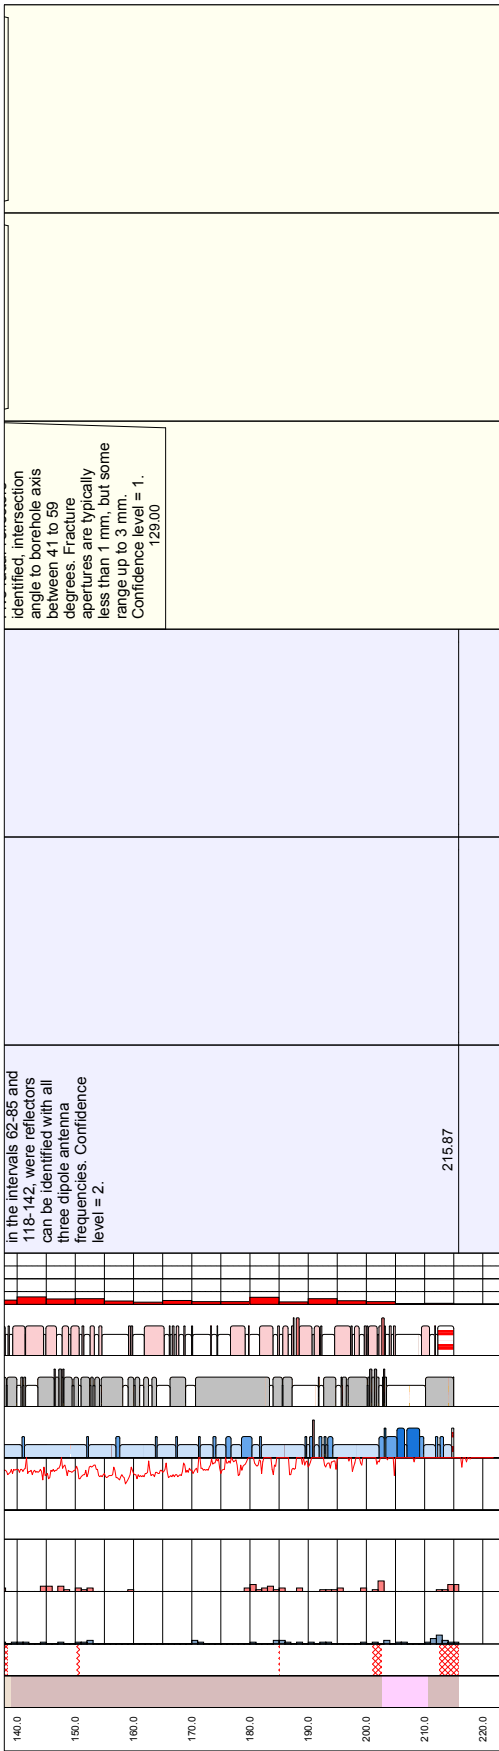 identified, intersection
angle to borehole axis
between 41 to 59
degrees. Fracture
apertures are typically
less than 1 mm, but some
range up to 3 mm.
Confidence level = 1.
129.00
in the intervals 62-85 and
118-142, were reflectors
can be identified with all
three dipole antenna
frequencies. Confidence
level = 2.
215.87
140.0
150.0
160.0
170.0
180.0
190.0
200.0
210.0
220.0